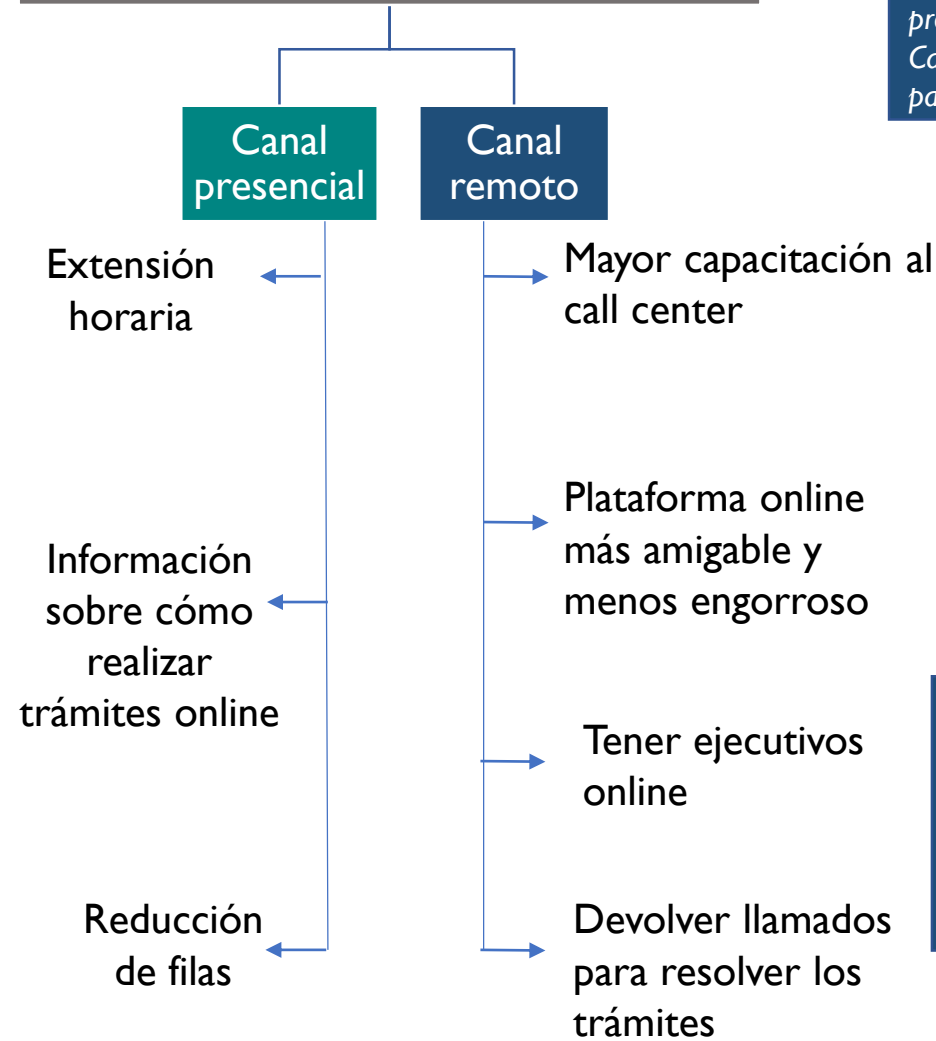 Canal
presencial
Canal
remoto
Extensión
horaria
Información
sobre cómo
realizar
trámites online
Reducción
de filas
Mayor capacitación al
call center
Plataforma online
más amigable y
menos engorroso
Tener ejecutivos
online
Devolver llamados
para resolver los
trámites